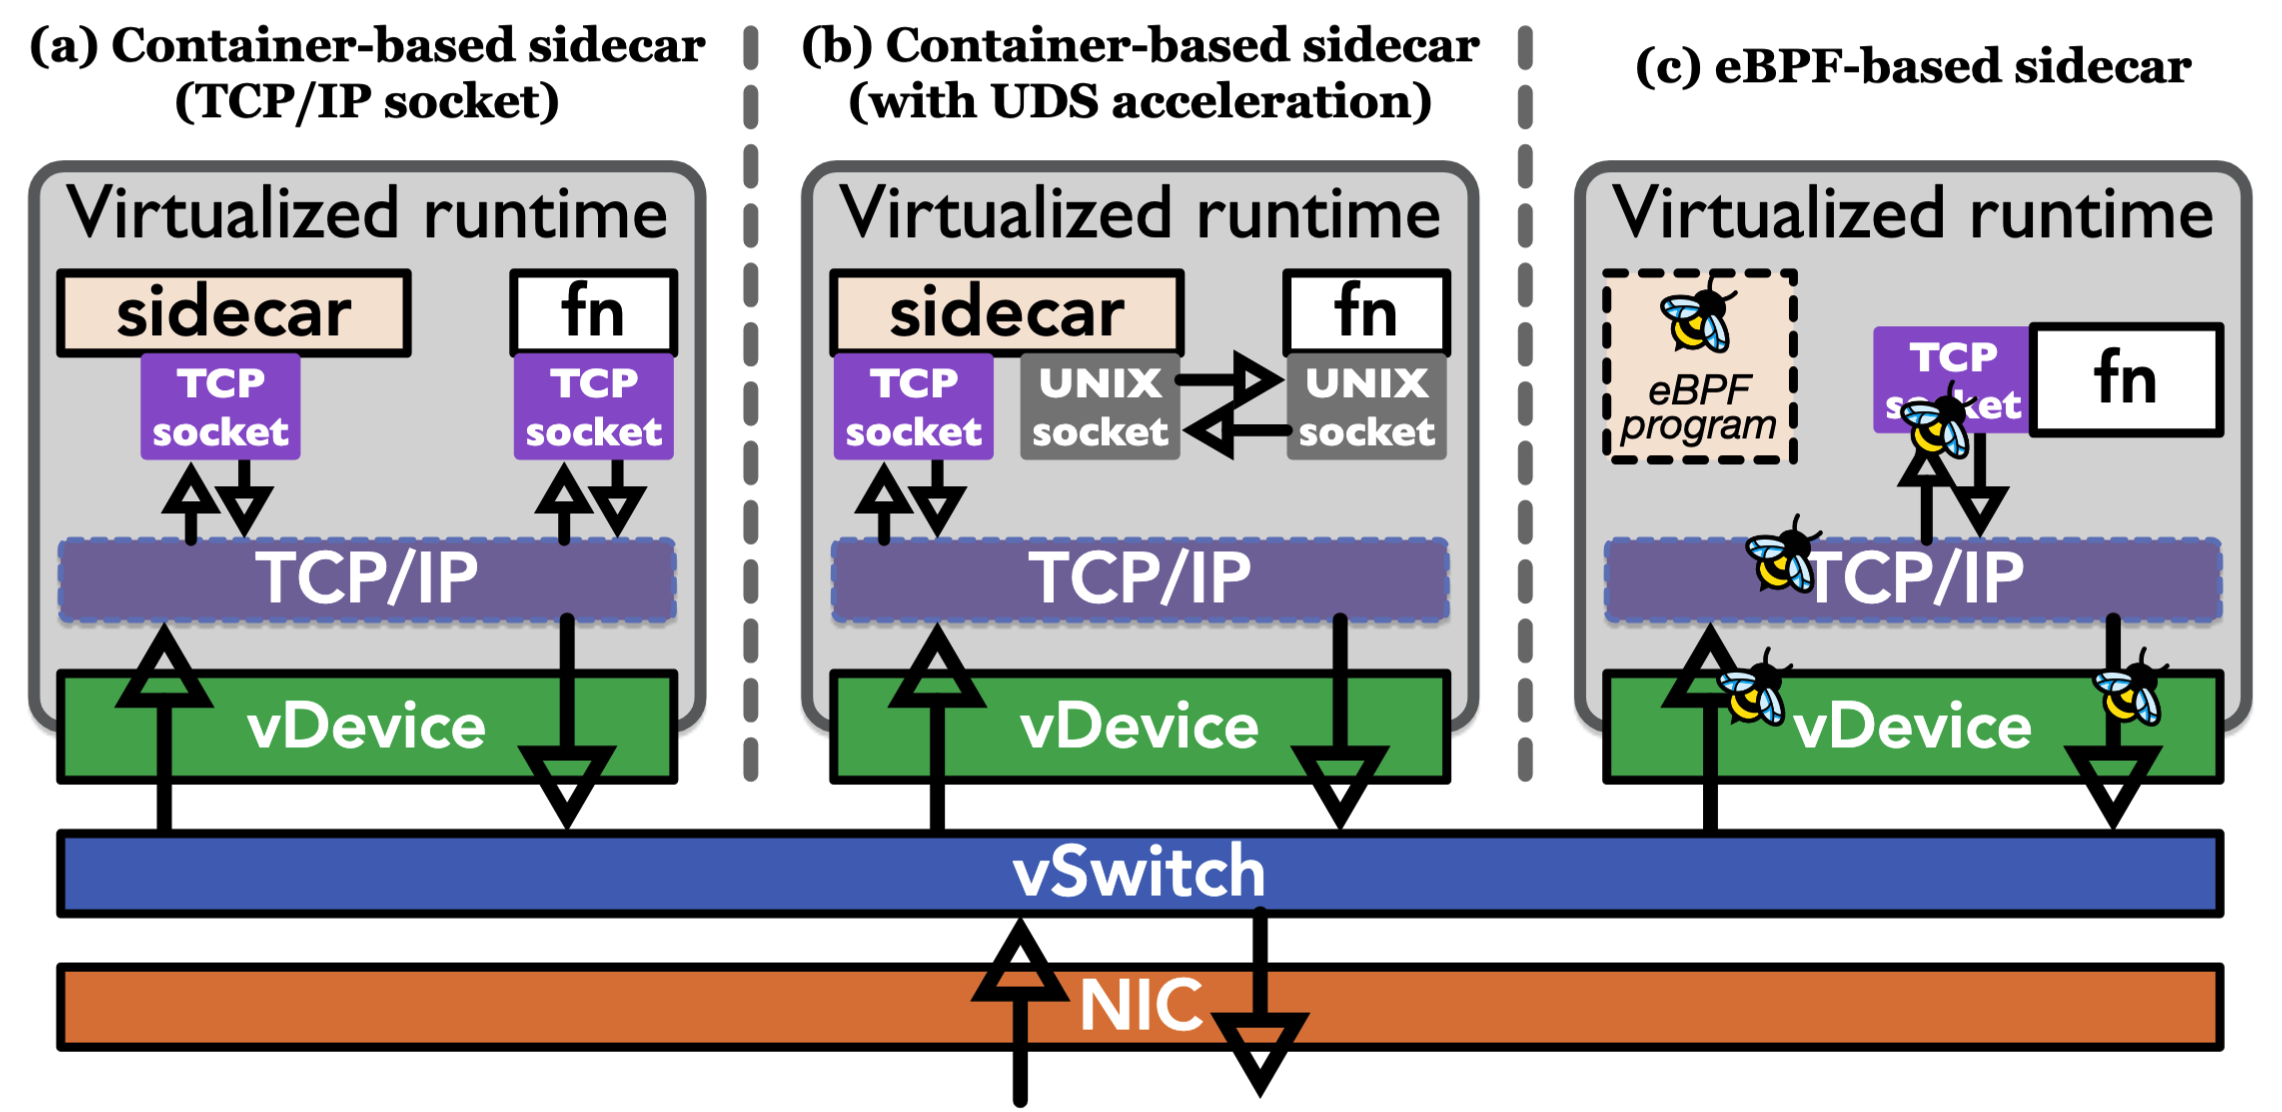 (a) Container-based sidecar
(TCP/IP socket)
(b) Container-based sidecar
(with UDS acceleration)
(c) eBPF-based sidecar
Virtualized runtime
sidecar
fn
TCP
socket
TCP
socket
TCP/IP
vDevice
Virtualized runtime
sidecar
fn
TCP
socket
UNIX
socket
UNIX
socket
TCP/IP
vDevice
Virtualized runtime
eBPF
program
TCP
socket
fn
TCP/IP
vDevice
vSwitch
NIC